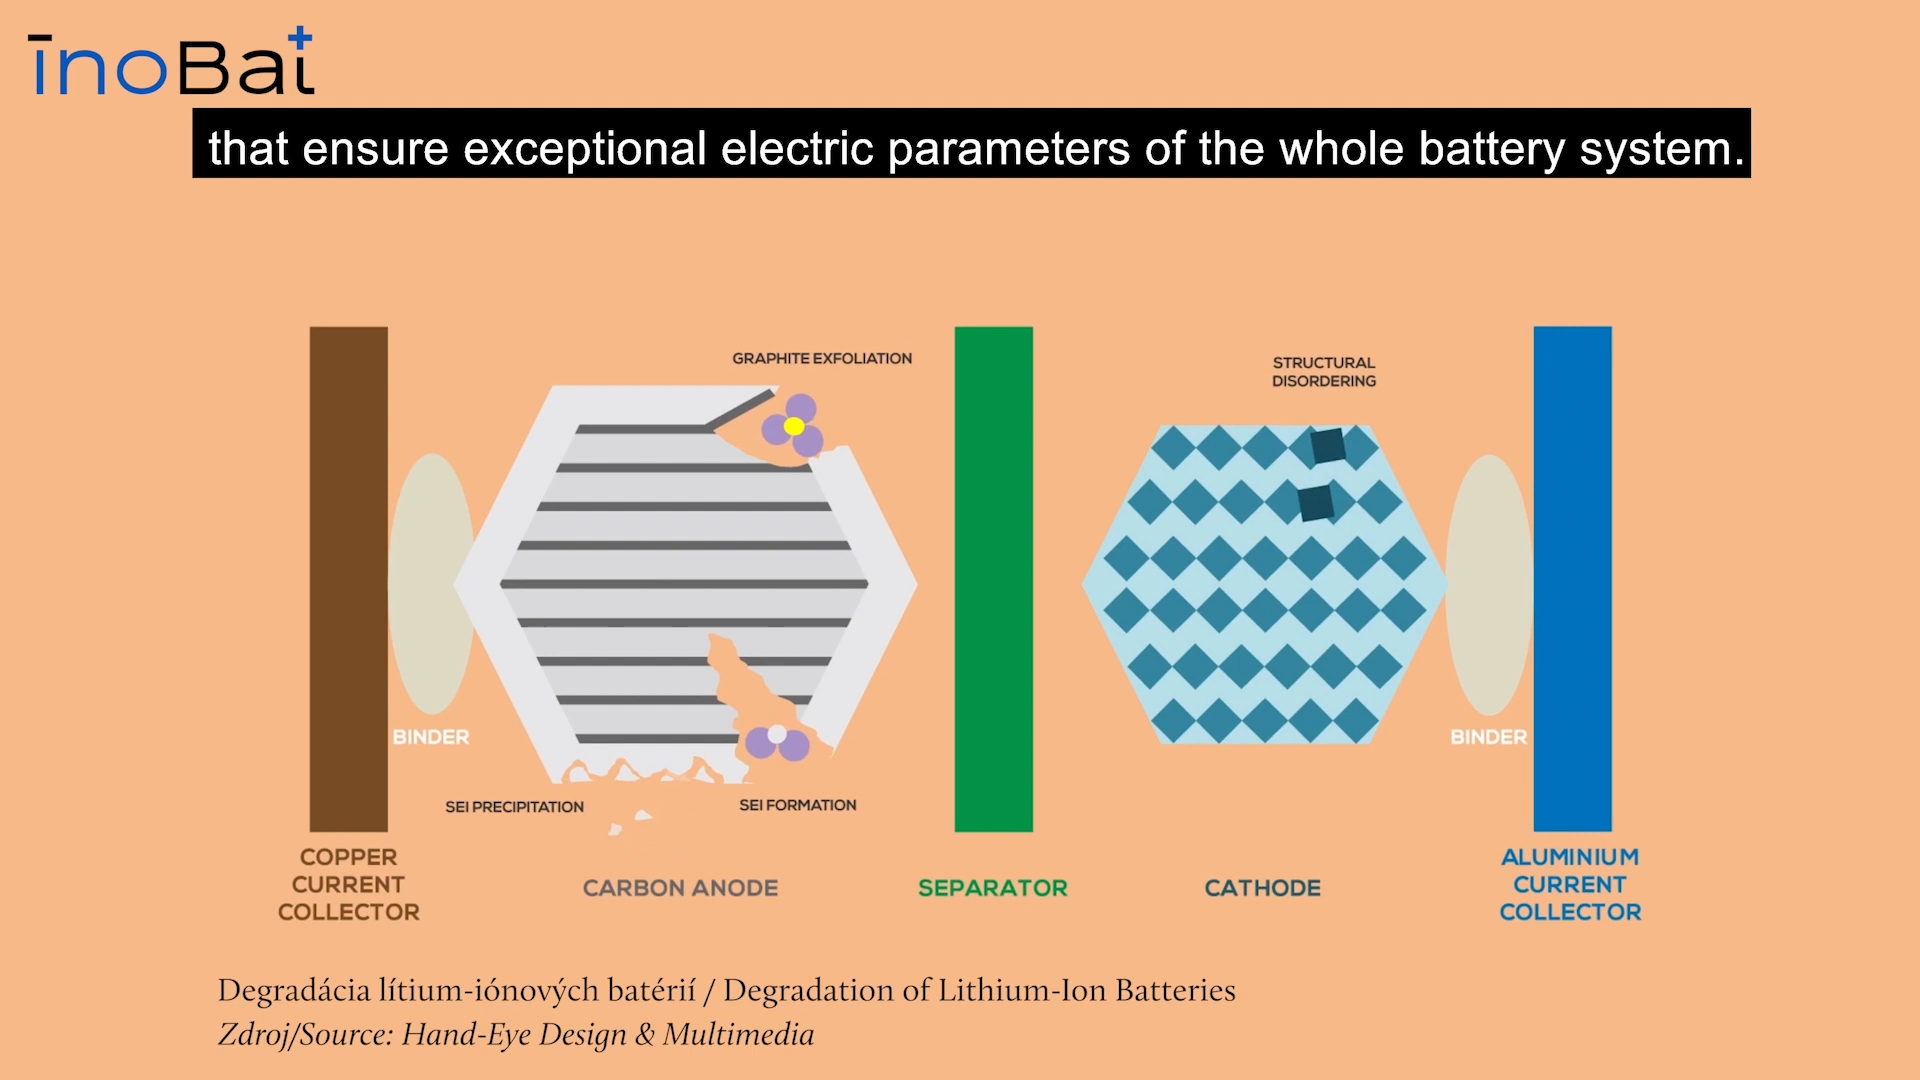 inoBat
that ensure exceptional electric parameters of the whole battery system.
GRAPHITE EXFOLIATION
STRUCTURAL
DISORDERING
BINDER
BINDER
SEI PRECIPITATION
SEI FORMATION
COPPER
CURRENT
COLLECTOR
CARBON ANODE
SEPARATOR
CATHODE
ALUMINIUM
CURRENT
COLLECTOR
Degradácia lítium-iónových batérií / Degradation of Lithium-Ion Batteries
Zdroj/Source: Hand-Eye Design & Multimedia